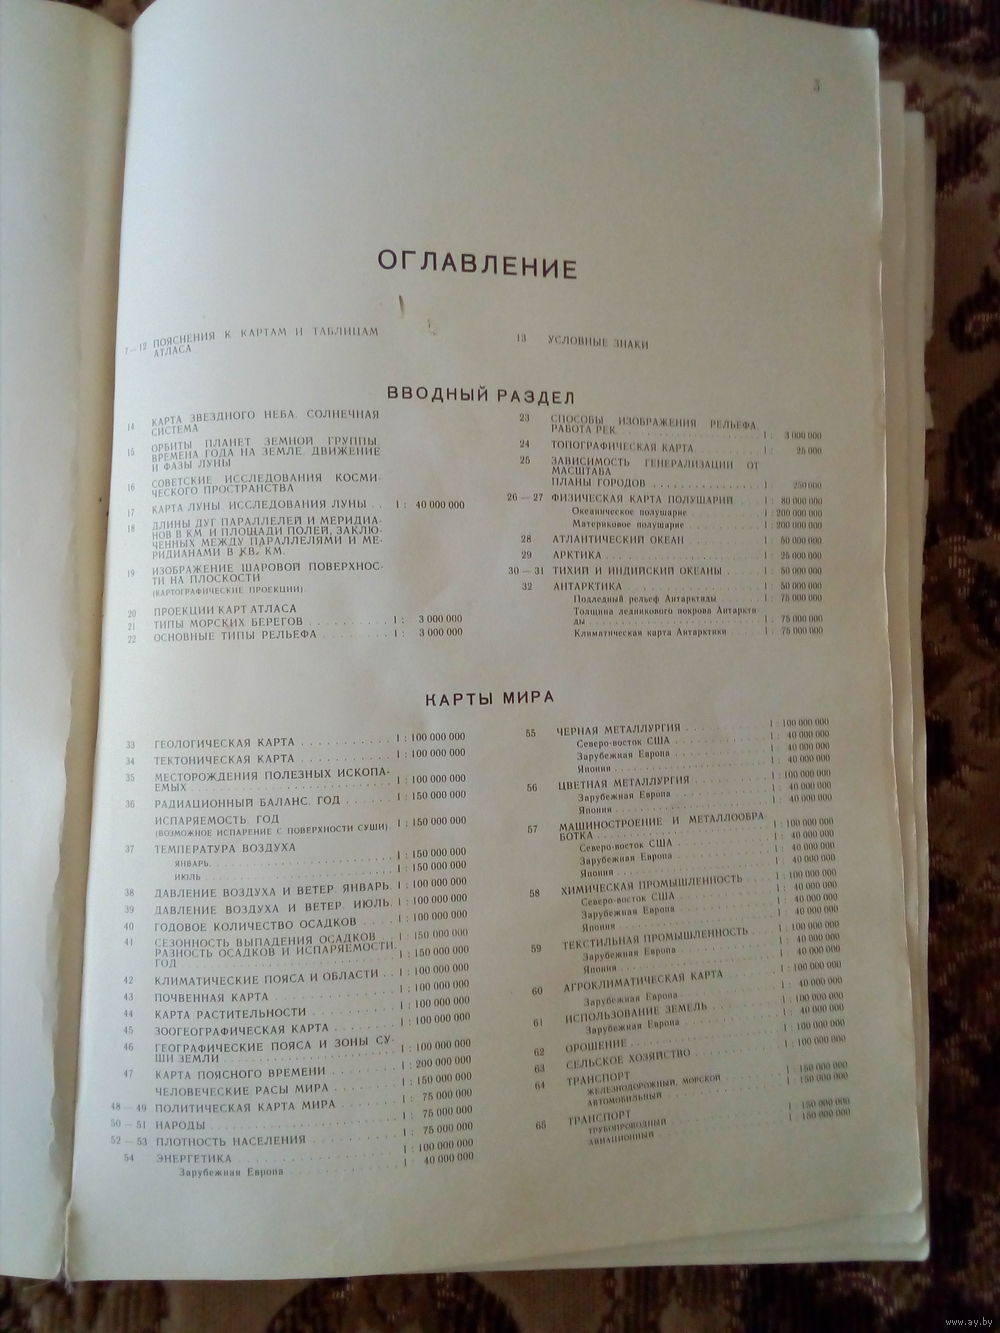 3
ОГЛАВЛЕНИЕ
7—12 ПОЯСНЕНИЯ К КАРТАМ И ТАБЛИЦАМ
АТЛАСА
13 УСЛОВНЫЕ ЗНАКИ
ВВОДНЫЙ РАЗДЕЛ
14 КАРТА ЗВЕЗДНОГО НЕБА. СОЛНЕЧНАЯ
СИСТЕМА
15 ОРБИТЫ ПЛАНЕТ ЗЕМНОЙ ГРУППЫ.
ВРЕМЕНА ГОДА НА ЗЕМЛЕ. ДВИЖЕНИЕ
И ФАЗЫ ЛУНЫ
16 СОВЕТСКИЕ ИССЛЕДОВАНИЯ КОСМИ-
ЧЕСКОГО ПРОСТРАНСТВА
17 КАРТА ЛУНЫ. ИССЛЕДОВАНИЯ ЛУНЫ . . 1 : 40 000 000
18 ДЛИНЫ ДУГ ПАРАЛЛЕЛЕЙ И МЕРИДИА-
НОВ В КМ. И ПЛОЩАДИ ПОЛЕЙ, ЗАКЛЮ-
ЧЕННЫХ МЕЖДУ ПАРАЛЛЕЛЯМИ И МЕ-
РИДИАНАМИ В КВ. КМ.
19 ИЗОБРАЖЕНИЕ ШАРОВОЙ ПОВЕРХНОС-
ТИ НА ПЛОСКОСТИ
(КАРТОГРАФИЧЕСКИЕ ПРОЕКЦИИ)
20 ПРОЕКЦИИ КАРТ АТЛАСА
21 ТИПЫ МОРСКИХ БЕРЕГОВ . . . . . . . . . 1 : 3 000 000
22 ОСНОВНЫЕ ТИПЫ РЕЛЬЕФА . . . . . . . . 1 : 3 000 000
23 СПОСОБЫ ИЗОБРАЖЕНИЯ РЕЛЬЕФА.
РАБОТА РЕК . . . . . . . . . 1 : 3 000 000
24 ТОПОГРАФИЧЕСКАЯ КАРТА . . . . . . 1 : 25 000
25 ЗАВИСИМОСТЬ ГЕНЕРАЛИЗАЦИИ ОТ
МАСШТАБА
ПЛАНЫ ГОРОДОВ . . . . . . . . . 1 : 250 000
26—27 ФИЗИЧЕСКАЯ КАРТА ПОЛУШАРИЙ . . . . 1 : 80 000 000
Океаническое полушарие . . . . . . . 1 : 200 000 000
Материковое полушарие . . . . . . . 1 : 200 000 000
28 АТЛАНТИЧЕСКИЙ ОКЕАН . . . . . . . 1 : 50 000 000
29 АРКТИКА . . . . . . . . . 1 : 25 000 000
30—31 ТИХИЙ И ИНДИЙСКИЙ ОКЕАНЫ . . . . . 1 : 50 000 000
32 АНТАРКТИКА . . . . . . . . . 1 : 50 000 000
Подледный рельеф Антарктиды . . . . 1 : 75 000 000
Толщина ледникового покрова Антаркти-
ды . . . . . . . . . 1 : 75 000 000
Климатическая карта Антарктики . . . . 1 : 75 000 000
КАРТЫ МИРА
33 ГЕОЛОГИЧЕСКАЯ КАРТА . . . . . . . . . 1 : 100 000 000
34 ТЕКТОНИЧЕСКАЯ КАРТА . . . . . . . . . 1 : 100 000 000
35 МЕСТОРОЖДЕНИЯ ПОЛЕЗНЫХ ИСКОПА-
ЕМЫХ . . . . . . . . . 1 : 100 000 000
36 РАДИАЦИОННЫЙ БАЛАНС. ГОД . . . . . 1 : 150 000 000
ИСПАРЯЕМОСТЬ. ГОД
(ВОЗМОЖНОЕ ИСПАРЕНИЕ С ПОВЕРХНОСТИ СУШИ) . 1 : 150 000 000
37 ТЕМПЕРАТУРА ВОЗДУХА
ЯНВАРЬ . . . . . . . . . 1 : 150 000 000
ИЮЛЬ . . . . . . . . . 1 : 150 000 000
38 ДАВЛЕНИЕ ВОЗДУХА И ВЕТЕР. ЯНВАРЬ. 1 : 100 000 000
39 ДАВЛЕНИЕ ВОЗДУХА И ВЕТЕР. ИЮЛЬ. 1 : 100 000 000
40 ГОДОВОЕ КОЛИЧЕСТВО ОСАДКОВ . . . . 1 : 100 000 000
41 СЕЗОННОСТЬ ВЫПАДЕНИЯ ОСАДКОВ . . 1 : 150 000 000
РАЗНОСТЬ ОСАДКОВ И ИСПАРЯЕМОСТИ.
ГОД . . . . . . . . . 1 : 150 000 000
42 КЛИМАТИЧЕСКИЕ ПОЯСА И ОБЛАСТИ . . 1 : 100 000 000
43 ПОЧВЕННАЯ КАРТА . . . . . . . . . 1 : 100 000 000
44 КАРТА РАСТИТЕЛЬНОСТИ . . . . . . . 1 : 100 000 000
45 ЗООГЕОГРАФИЧЕСКАЯ КАРТА . . . . . . 1 : 100 000 000
46 ГЕОГРАФИЧЕСКИЕ ПОЯСА И ЗОНЫ СУ-
ШИ ЗЕМЛИ . . . . . . . . . 1 : 100 000 000
47 КАРТА ПОЯСНОГО ВРЕМЕНИ . . . . . . 1 : 200 000 000
ЧЕЛОВЕЧЕСКИЕ РАСЫ МИРА . . . . . . 1 : 150 000 000
48—49 ПОЛИТИЧЕСКАЯ КАРТА МИРА . . . . . . 1 : 75 000 000
50—51 НАРОДЫ . . . . . . . . . 1 : 75 000 000
52—53 ПЛОТНОСТЬ НАСЕЛЕНИЯ . . . . . . . 1 : 75 000 000
54 ЭНЕРГЕТИКА . . . . . . . . . 1 : 100 000 000
Зарубежная Европа . . . . . . . . . 1 : 40 000 000
55 ЧЕРНАЯ МЕТАЛЛУРГИЯ . . . . . . . 1 : 100 000 000
Северо-восток США . . . . . . . 1 : 40 000 000
Зарубежная Европа . . . . . . . 1 : 40 000 000
Япония . . . . . . . . . 1 : 40 000 000
56 ЦВЕТНАЯ МЕТАЛЛУРГИЯ . . . . . . . 1 : 100 000 000
Зарубежная Европа . . . . . . . 1 : 40 000 000
Япония . . . . . . . . . 1 : 40 000 000
57 МАШИНОСТРОЕНИЕ И МЕТАЛЛООБРА-
БОТКА . . . . . . . . . 1 : 100 000 000
Северо-восток США . . . . . . . 1 : 40 000 000
Зарубежная Европа . . . . . . . 1 : 40 000 000
Япония . . . . . . . . . 1 : 40 000 000
58 ХИМИЧЕСКАЯ ПРОМЫШЛЕННОСТЬ . . . . 1 : 100 000 000
Северо-восток США . . . . . . . 1 : 40 000 000
Зарубежная Европа . . . . . . . 1 : 40 000 000
Япония . . . . . . . . . 1 : 40 000 000
59 ТЕКСТИЛЬНАЯ ПРОМЫШЛЕННОСТЬ . . . . 1 : 100 000 000
Зарубежная Европа . . . . . . . 1 : 40 000 000
Япония . . . . . . . . . 1 : 40 000 000
60 АГРОКЛИМАТИЧЕСКАЯ КАРТА . . . . . 1 : 100 000 000
Зарубежная Европа . . . . . . . 1 : 40 000 000
61 ИСПОЛЬЗОВАНИЕ ЗЕМЕЛЬ . . . . . . . 1 : 100 000 000
Зарубежная Европа . . . . . . . 1 : 40 000 000
62 ОРОШЕНИЕ . . . . . . . . . 1 : 100 000 000
63 СЕЛЬСКОЕ ХОЗЯЙСТВО . . . . . . . 1 : 100 000 000
64 ТРАНСПОРТ
ЖЕЛЕЗНОДОРОЖНЫЙ, МОРСКОЙ . . . . . 1 : 150 000 000
АВТОМОБИЛЬНЫЙ . . . . . . . 1 : 150 000 000
65 ТРАНСПОРТ
ТРУБОПРОВОДНЫЙ . . . . . . . 1 : 150 000 000
АВИАЦИОННЫЙ . . . . . . . 1 : 150 000 000
www.ay.by